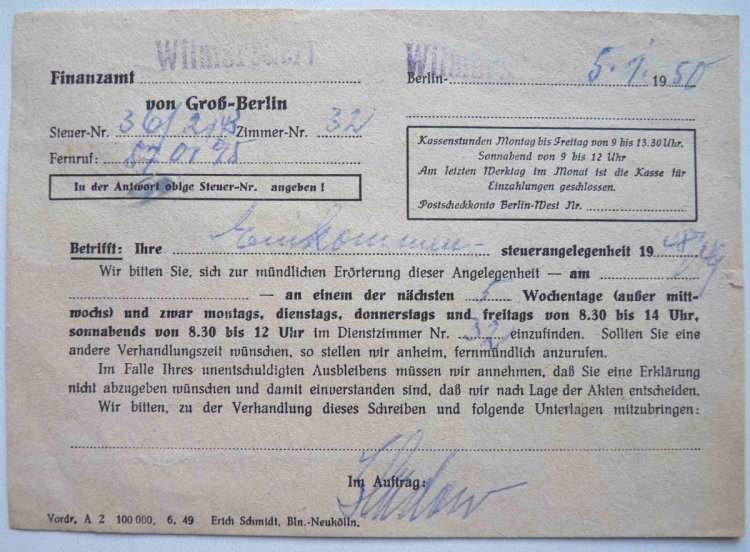 Finanzamt
Berlin- 5.1.1950
von Groß-Berlin
Steuer-Nr. 36/2143 Zimmer-Nr. 32
Fernruf: 87 01 95
In der Antwort obige Steuer-Nr. angeben!
Kassenstunden Montag bis Freitag von 9 bis 13.30 Uhr.
Sonnabend von 9 bis 12 Uhr
Am letzten Werktag im Monat ist die Kasse für
Einzahlungen geschlossen.
Postscheckkonto Berlin-West Nr.
Betrifft: Ihre Einkommen- steuerangelegenheit 19
Wir bitten Sie, sich zur mündlichen Erörterung dieser Angelegenheit — am
— an einem der nächsten 5 Wochentage (außer mitt-
wochs) und zwar montags, dienstags, donnerstags und freitags von 8.30 bis 14 Uhr,
sonnabends von 8.30 bis 12 Uhr im Dienstzimmer Nr. 32 einzufinden. Sollten Sie eine
andere Verhandlungszeit wünschen, so stellen wir anheim, fernmündlich anzurufen.
Im Falle Ihres unentschuldigten Ausbleibens müssen wir annehmen, daß Sie eine Erklärung
nicht abzugeben wünschen und damit einverstanden sind, daß wir nach Lage der Akten entscheiden.
Wir bitten, zu der Verhandlung dieses Schreiben und folgende Unterlagen mitzubringen:
Im Auftrag:
Vordr. A 2 100 000. 6. 49 Erich Schmidt, Bln.-Neukölln.